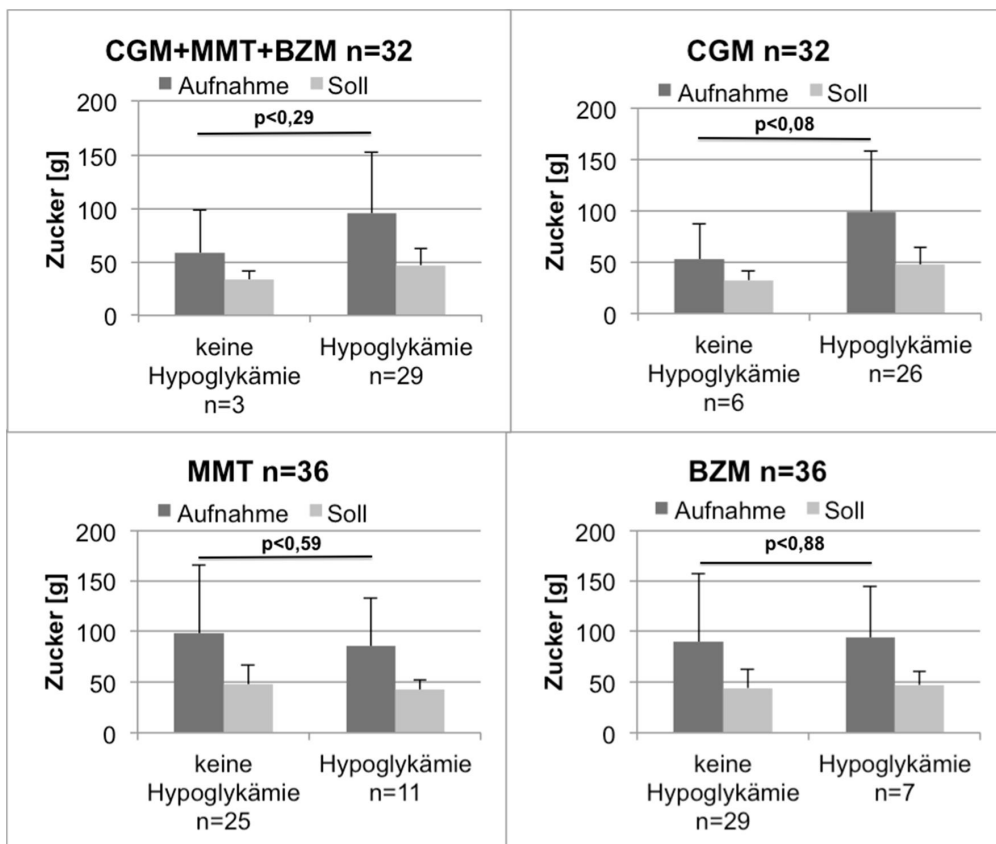 CGM+MMT+BZM n=32
Aufnahme Soll
Zucker [g]
200
150
100
50
0
p<0,29
keine
Hypoglykämie
n=3
Hypoglykämie
n=29
CGM n=32
Aufnahme Soll
Zucker [g]
200
150
100
50
0
p<0,08
keine
Hypoglykämie
n=6
Hypoglykämie
n=26
MMT n=36
Aufnahme Soll
Zucker [g]
200
150
100
50
0
p<0,59
keine
Hypoglykämie
n=25
Hypoglykämie
n=11
BZM n=36
Aufnahme Soll
Zucker [g]
200
150
100
50
0
p<0,88
keine
Hypoglykämie
n=29
Hypoglykämie
n=7